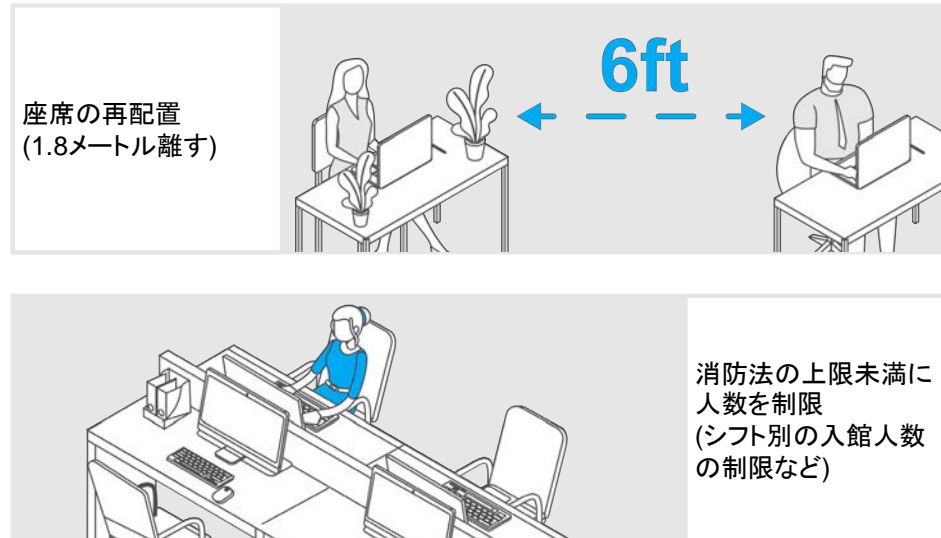 座席の再配置
(1.8メートル離す)
6ft
消防法の上限未満に
人数を制限
(シフト別の入館人数
の制限など)